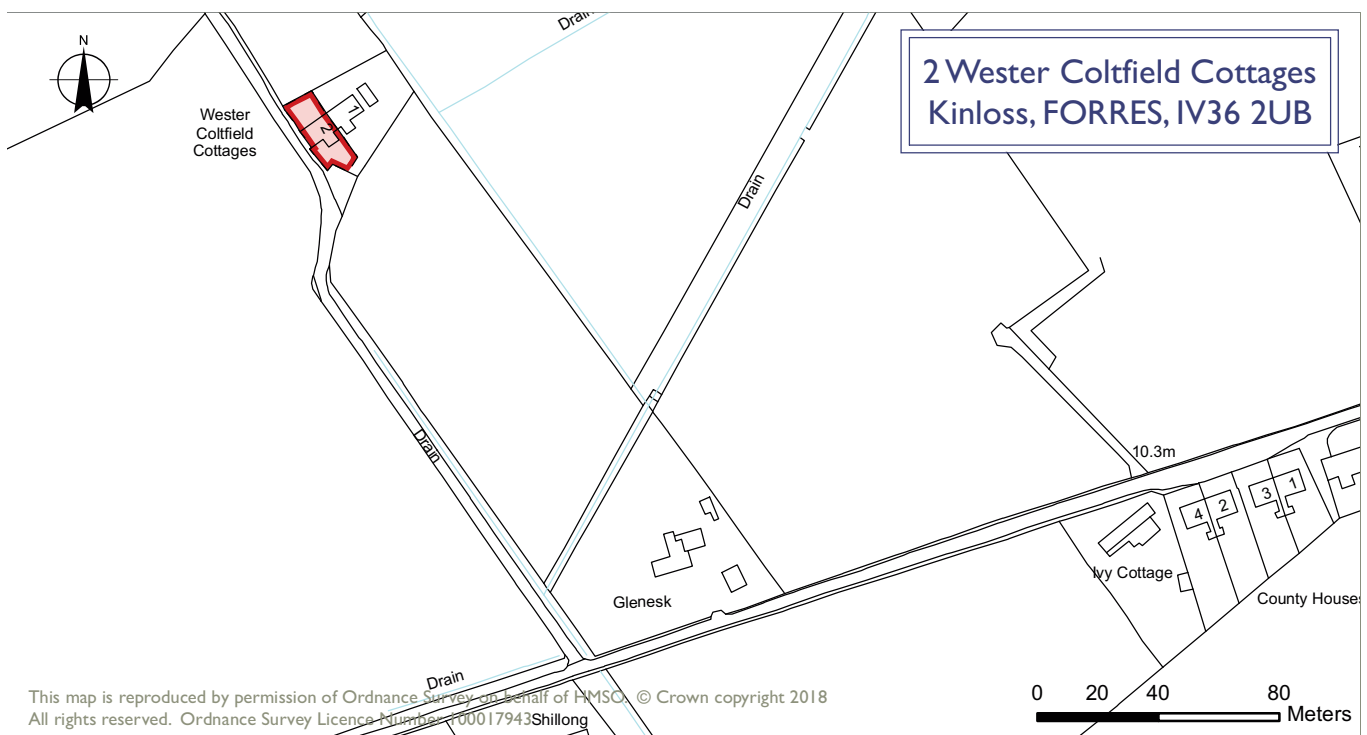 Drain
N
2 Wester Coltfield Cottages
Kinloss, FORRES, IV36 2UB
Wester
Coltfield
Cottages
1
2
Drain
Drain
10.3m
4
2
3
1
Ivy Cottage
County Houses
Glenesk
Drain
This map is reproduced by permission of Ordnance Survey on behalf of HMSO. © Crown copyright 2018
All rights reserved. Ordnance Survey Licence Number 100017943
Shillong
0 20 40 80
Meters